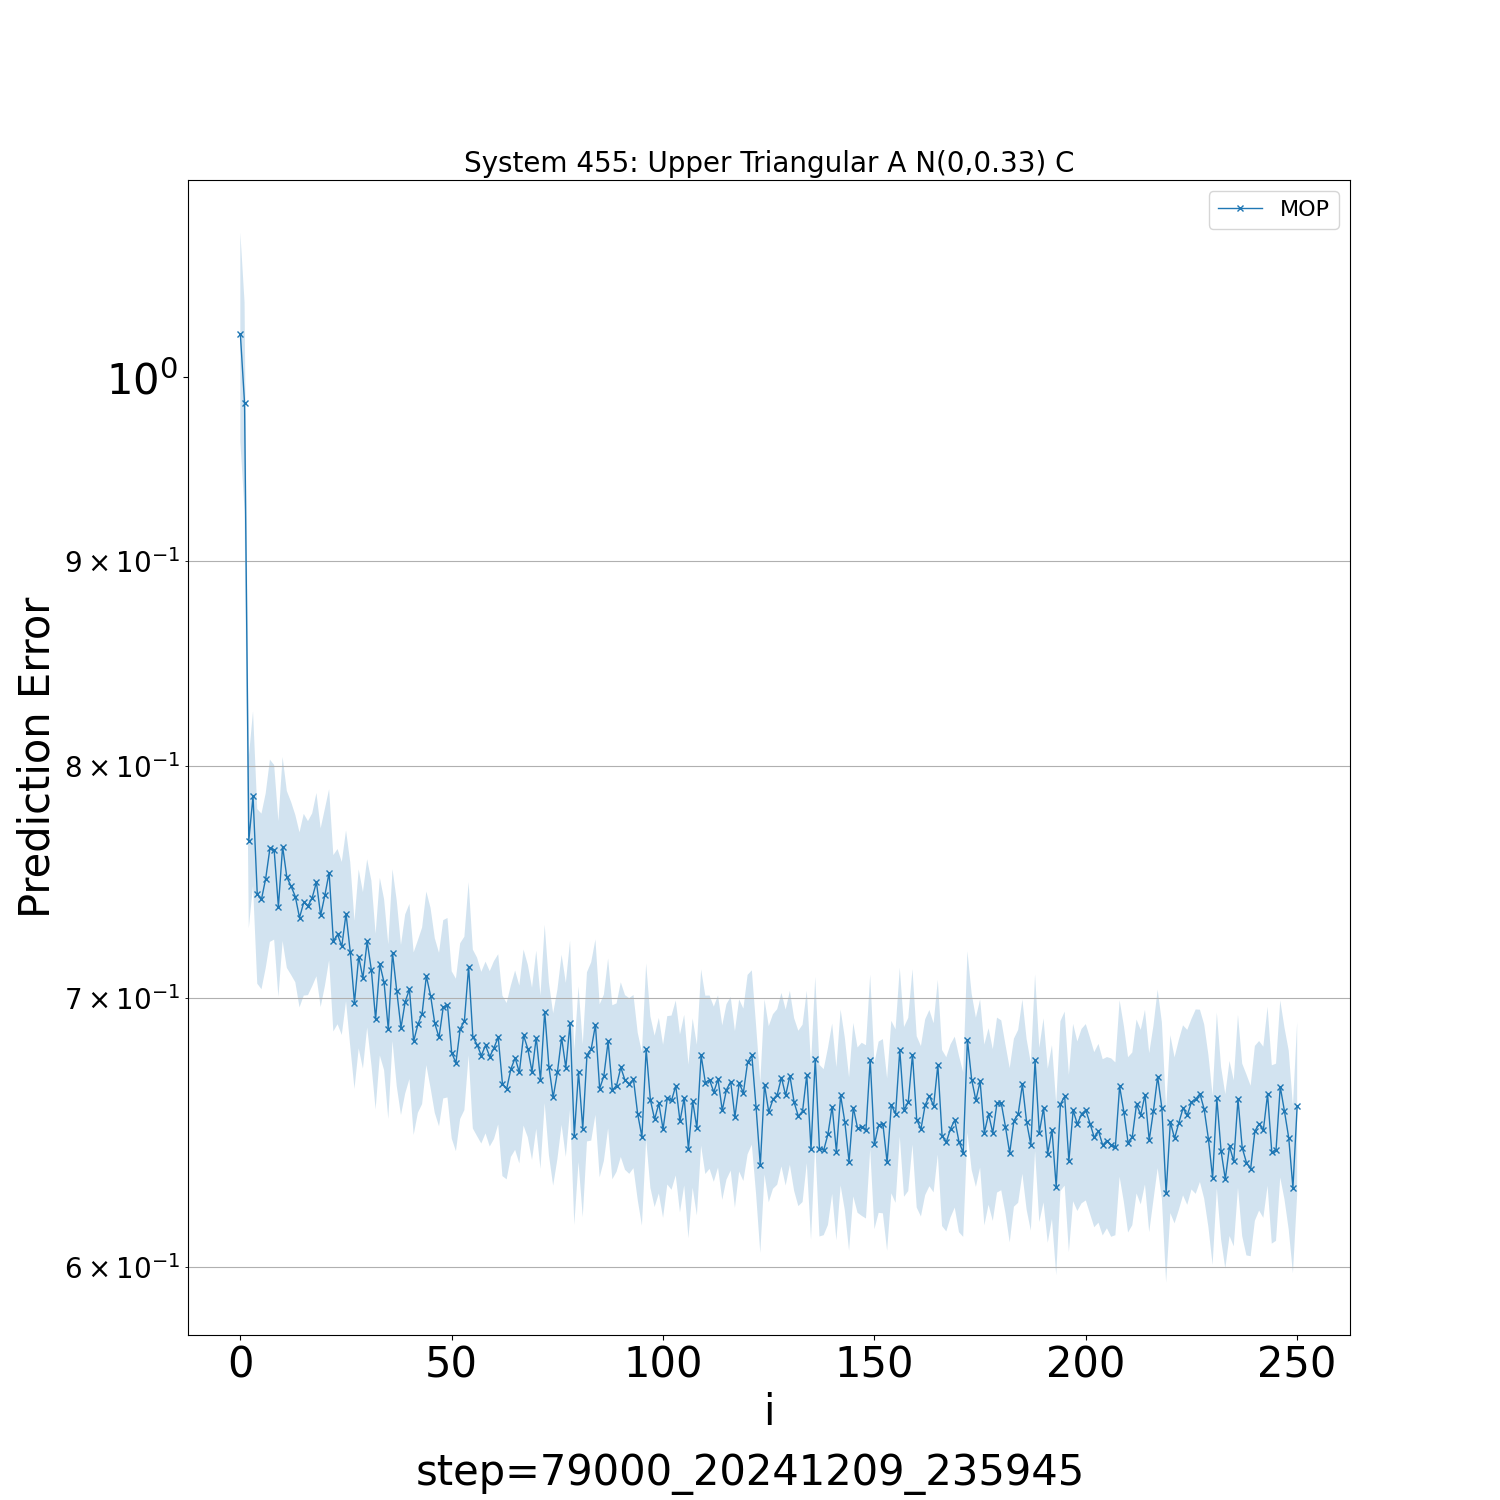 System 455: Upper Triangular A N(0,0.33) C
MOP
Prediction Error
10⁰
9 × 10⁻¹
8 × 10⁻¹
7 × 10⁻¹
6 × 10⁻¹
0 50 100 150 200 250
i
step=79000_20241209_235945